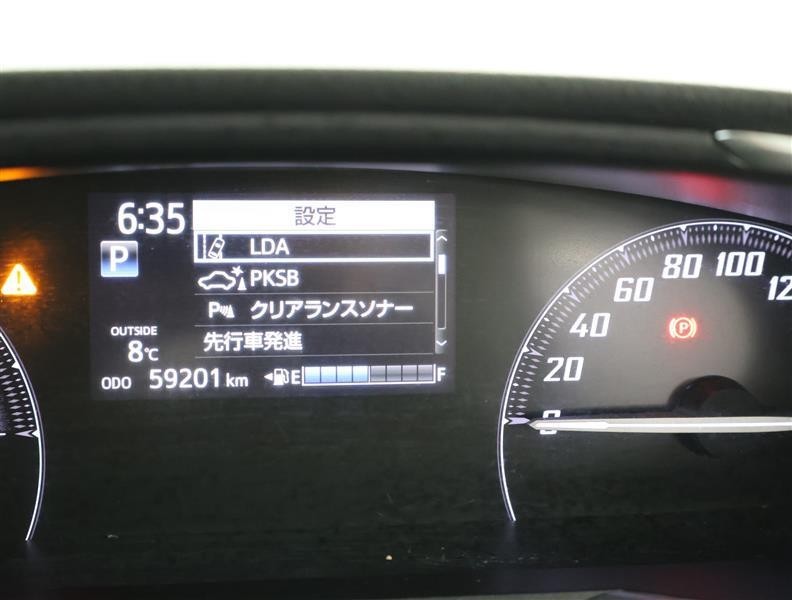 6:35
設定
LDA
P
PKSB
P クリアランスソナー
先行車発進
OUTSIDE
8℃
ODO 59201 km
E F
0
20
40
60
80
100
P